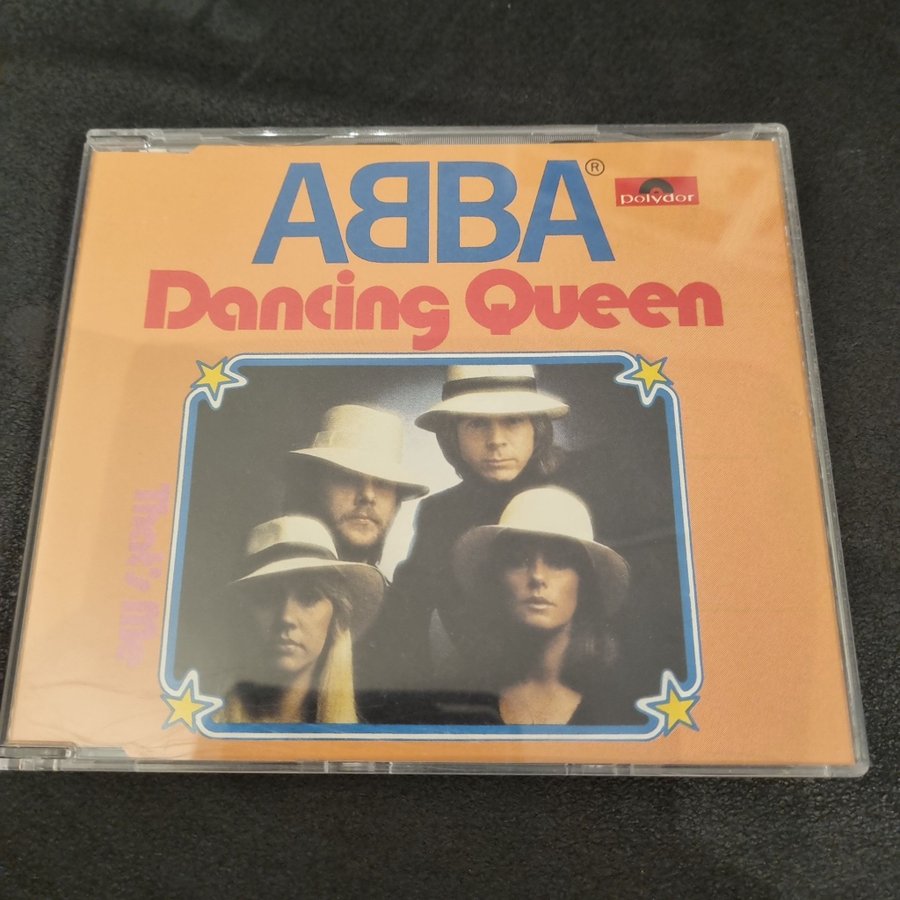 ABBA®
polydor
Dancing Queen
That's Me